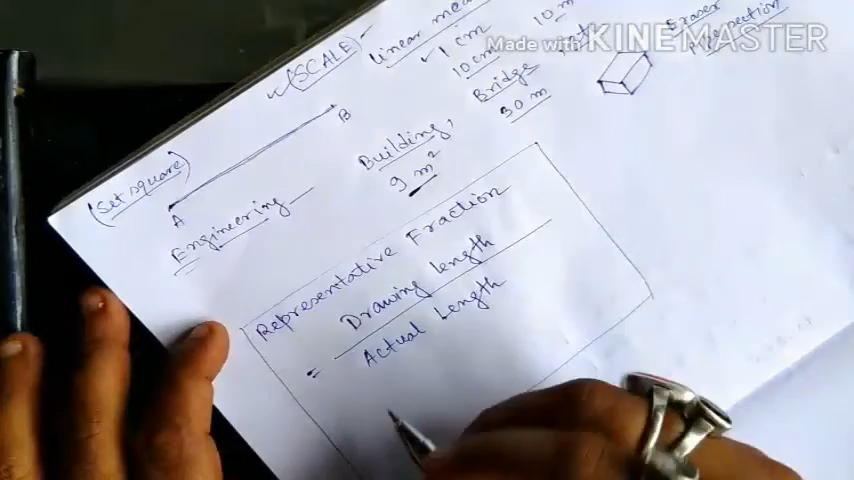 (SCALE)
linear
1 cm
10 m
10 cm
Eraser
(Set square)
A
B
Engineering
Building,
9 m²
Bridge
30 m
Representative Fraction
= Drawing length
Actual Length
Made with KINEMASTER